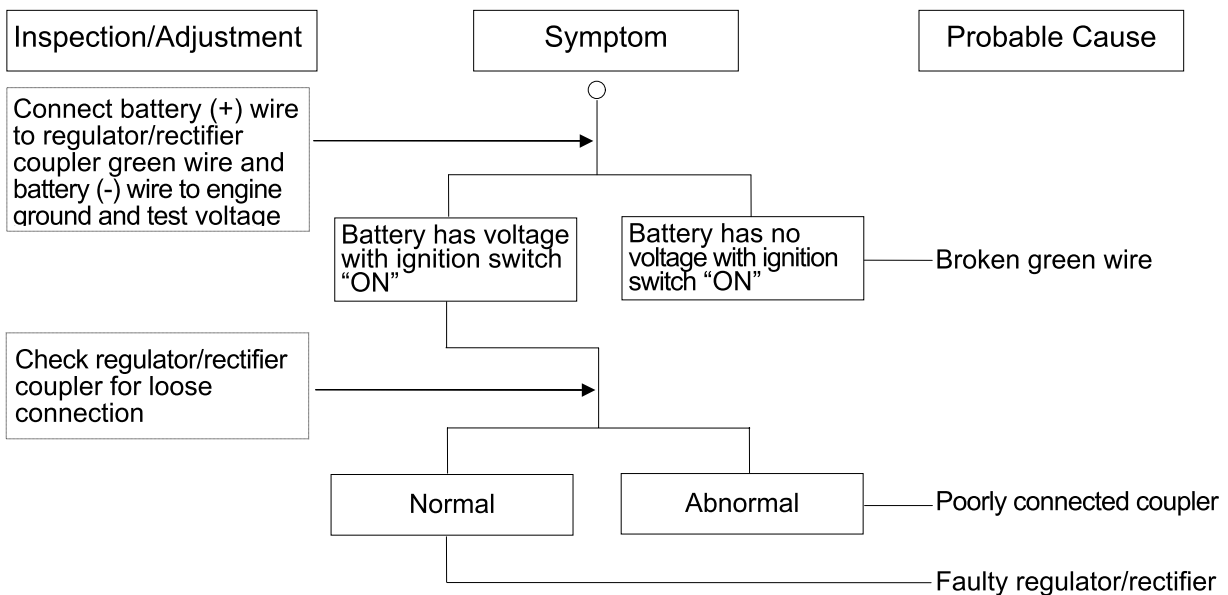 Inspection/Adjustment
Symptom
Probable Cause
Connect battery (+) wire
to regulator/rectifier
coupler green wire and
battery (-) wire to engine
ground and test voltage
Battery has voltage
with ignition switch
“ON”
Battery has no
voltage with ignition
switch “ON”
Broken green wire
Check regulator/rectifier
coupler for loose
connection
Normal
Abnormal
Poorly connected coupler
Faulty regulator/rectifier